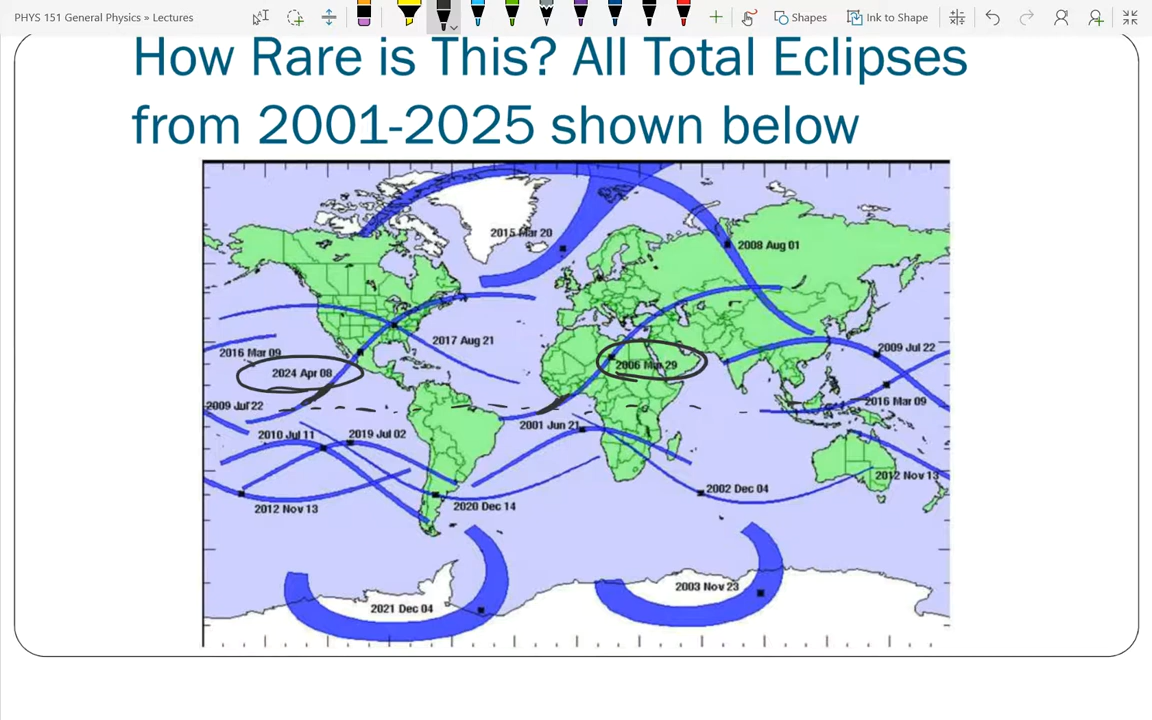 PHYS 151 General Physics » Lectures
Shapes
Ink to Shape
How Rare is This? All Total Eclipses
from 2001-2025 shown below
2015 Mar 20
2008 Aug 01
2017 Aug 21
2016 Mar 09
2024 Apr 08
2006 Mar 29
2009 Jul 22
2009 Jul 22
2016 Mar 09
2010 Jul 11
2019 Jul 02
2001 Jun 21
2012 Nov 13
2002 Dec 04
2012 Nov 13
2020 Dec 14
2003 Nov 23
2021 Dec 04